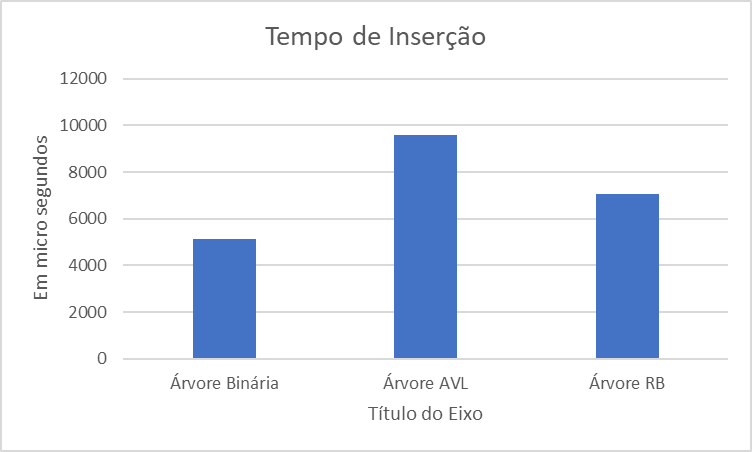 Tempo de Inserção
Em micro segundos
12000
10000
8000
6000
4000
2000
0
Árvore Binária
Árvore AVL
Árvore RB
Título do Eixo